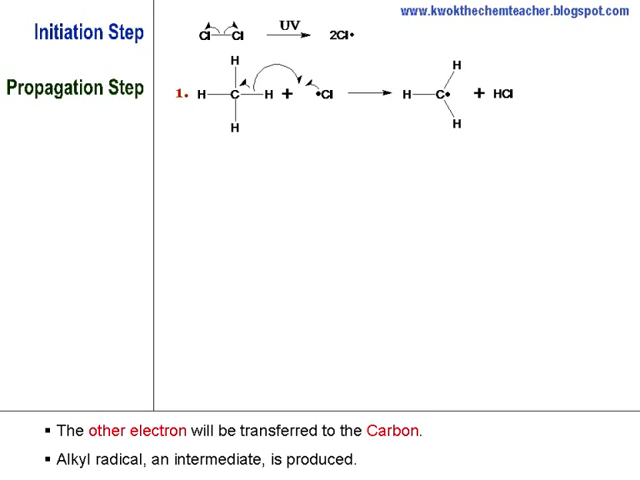 www.kwokthechemteacher.blogspot.com
Initiation Step
Cl Cl UV 2Cl•
Propagation Step
H H
1. H C H + •Cl H C• + HCl
H H
▪ The other electron will be transferred to the Carbon.
▪ Alkyl radical, an intermediate, is produced.